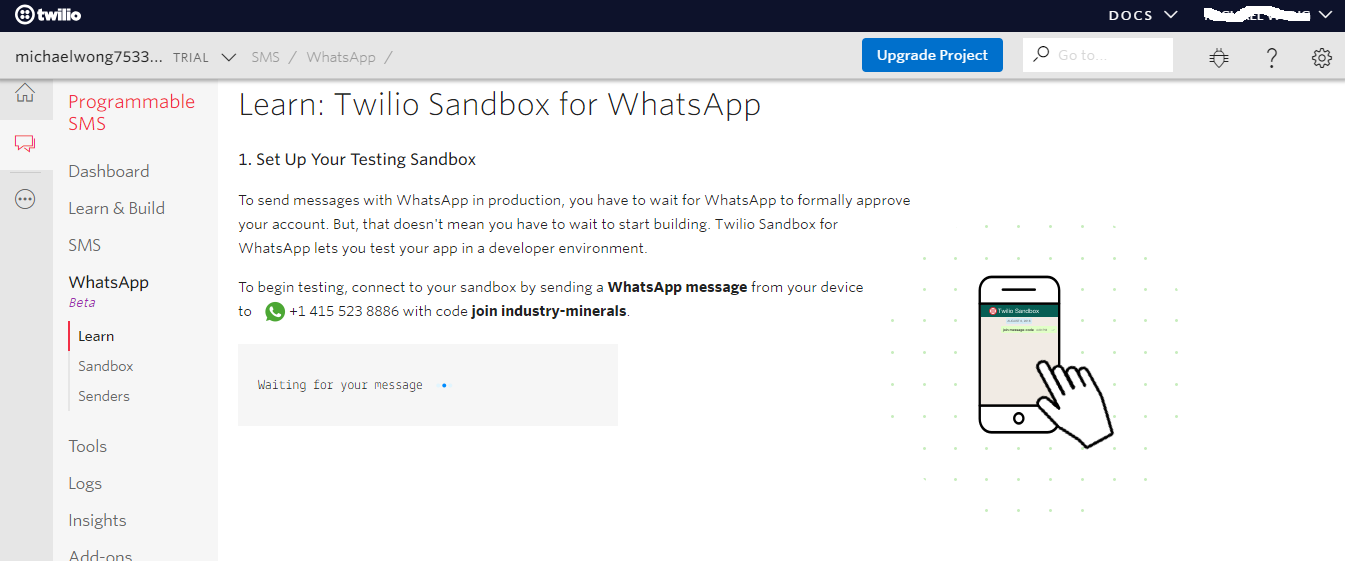 twilio
DOCS
michaelwong7533... TRIAL SMS / WhatsApp /
Upgrade Project
Go to...
Programmable
SMS
Dashboard
Learn & Build
SMS
WhatsApp
Beta
Learn
Sandbox
Senders
Tools
Logs
Insights
Add-ons
Learn: Twilio Sandbox for WhatsApp
1. Set Up Your Testing Sandbox
To send messages with WhatsApp in production, you have to wait for WhatsApp to formally approve
your account. But, that doesn't mean you have to wait to start building. Twilio Sandbox for
WhatsApp lets you test your app in a developer environment.
To begin testing, connect to your sandbox by sending a WhatsApp message from your device
to +1 415 523 8886 with code join industry-minerals.
Waiting for your message
Twilio Sandbox